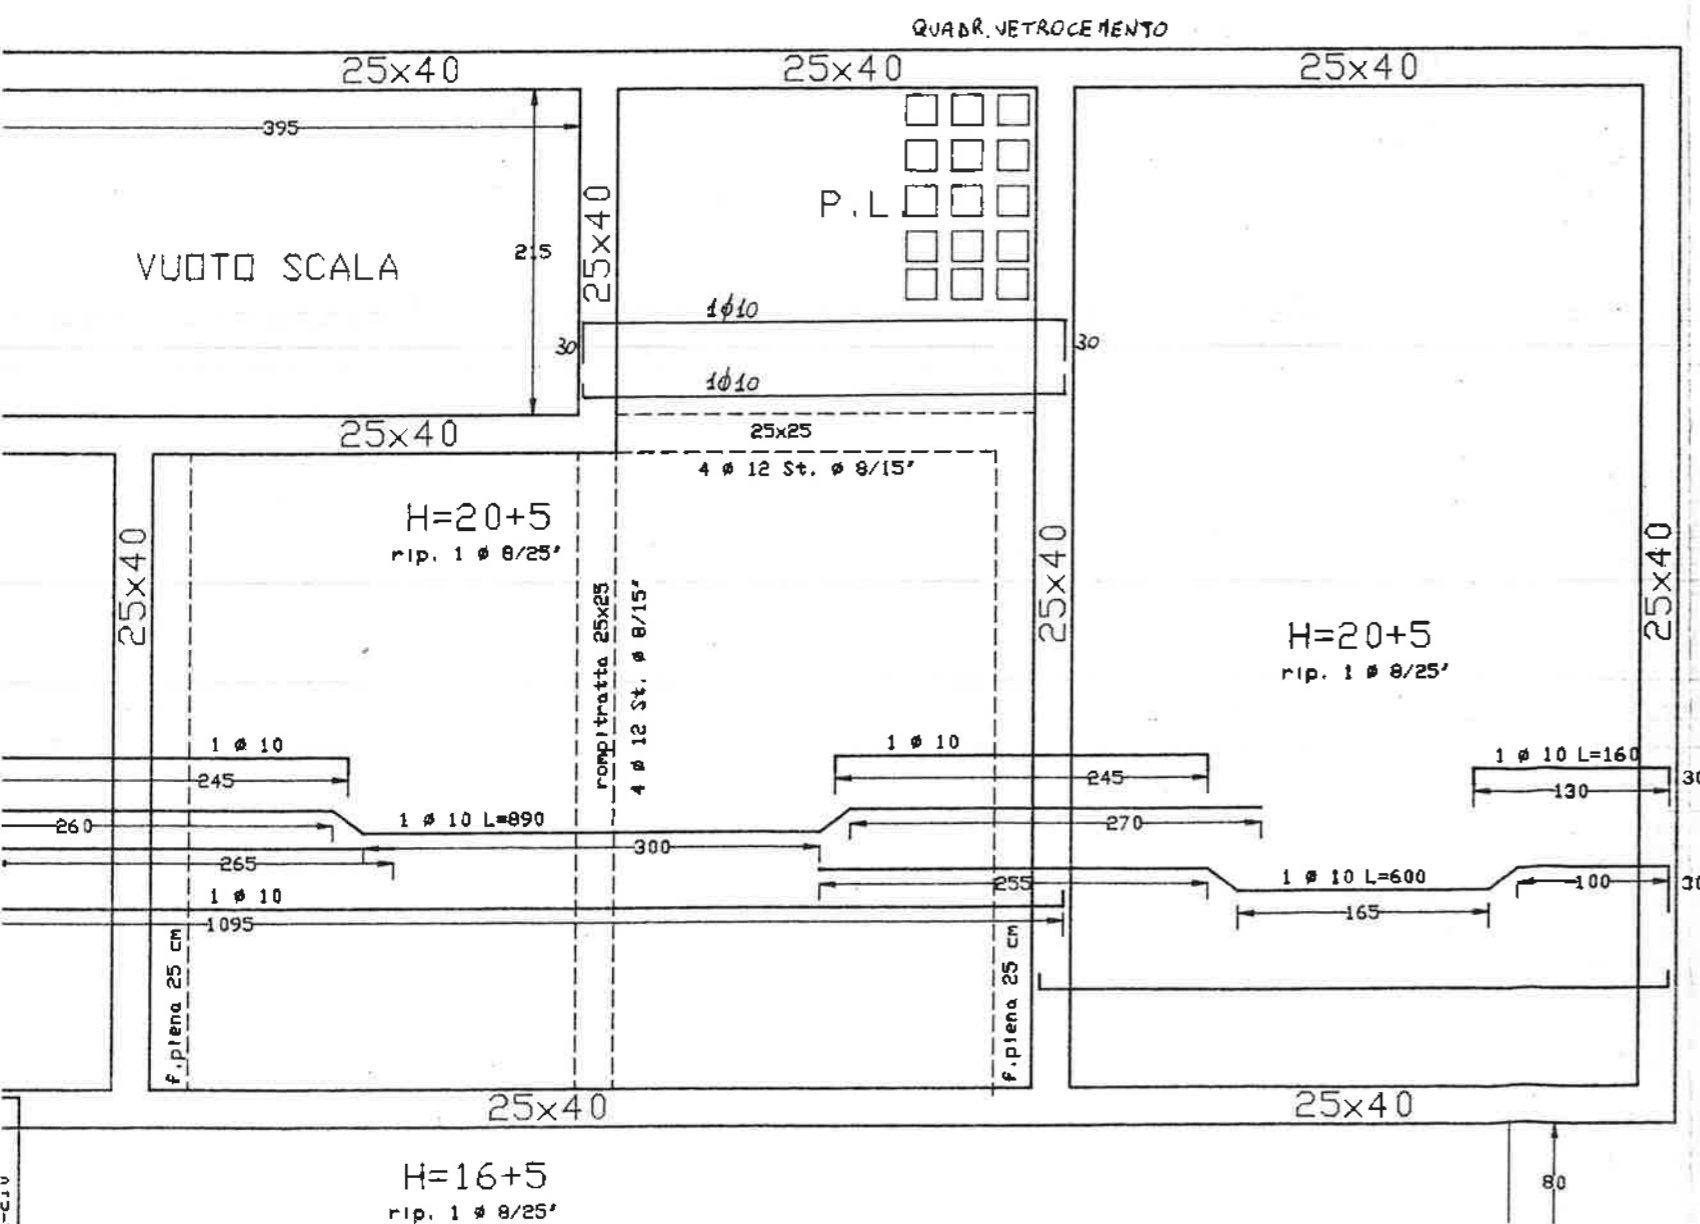 QUADR. VETROCEMENTO
25x40
25x40
25x40
395
25x40
215
P.L.
VUOTO SCALA
1ϕ10
30
30
1ϕ10
25x40
25x25
4 ø 12 St. ø 8/15"
H=20+5
rip. 1 ø 8/25"
25x40
rompitratta 25x25
4 ø 12 St. ø 8/15"
25x40
25x40
H=20+5
rip. 1 ø 8/25"
1 ø 10
245
1 ø 10
245
1 ø 10 L=160
130
30
260
1 ø 10 L=890
300
270
265
255
1 ø 10 L=600
165
100
30
1 ø 10
1095
f.piena 25 cm
f.piena 25 cm
25x40
25x40
H=16+5
rip. 1 ø 8/25"
80